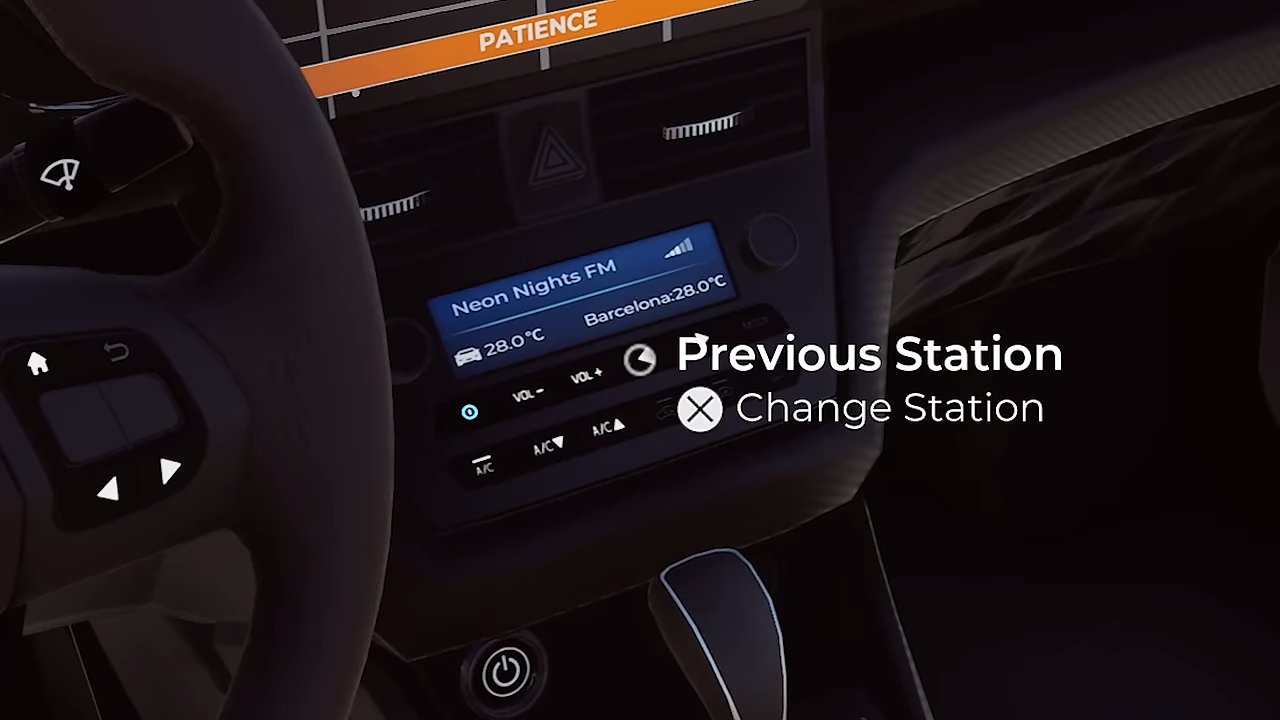 PATIENCE
Neon Nights FM
28.0°C
Barcelona:28.0°C
VOL -
VOL +
Previous Station
Change Station
A/C
A/C▼
A/C▲